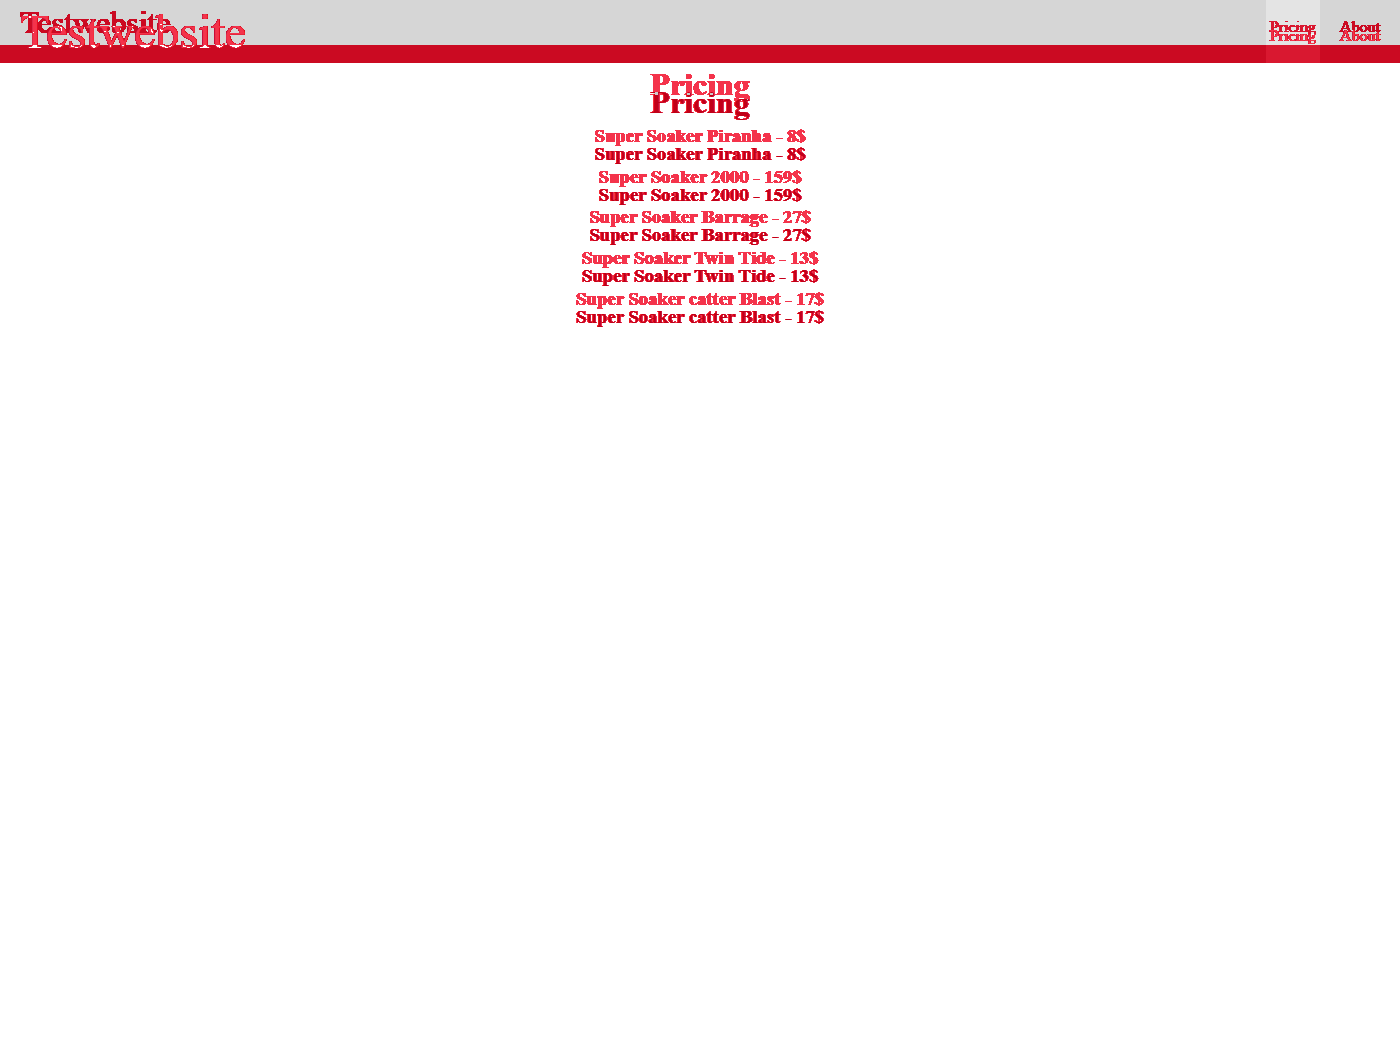 Testwebsite
Testwebsite
Pricing
Pricing
About
About
Pricing
Pricing
Super Soaker Piranha - 8$
Super Soaker Piranha - 8$
Super Soaker 2000 - 159$
Super Soaker 2000 - 159$
Super Soaker Barrage - 27$
Super Soaker Barrage - 27$
Super Soaker Twin Tide - 13$
Super Soaker Twin Tide - 13$
Super Soaker catter Blast - 17$
Super Soaker catter Blast - 17$